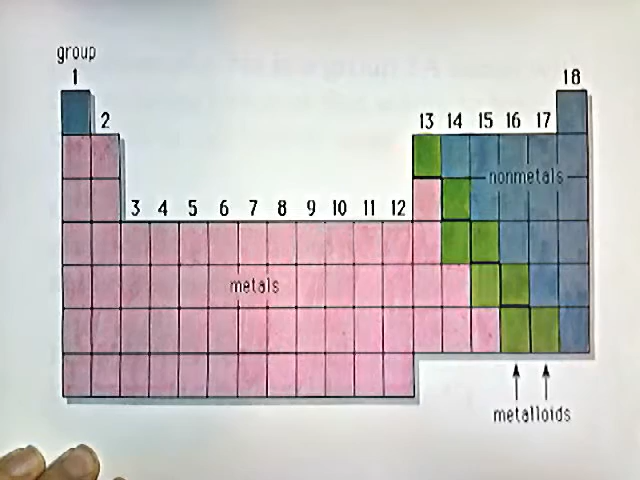 group
1
18
2
13 14 15 16 17
nonmetals
3 4 5 6 7 8 9 10 11 12
metals
metalloids